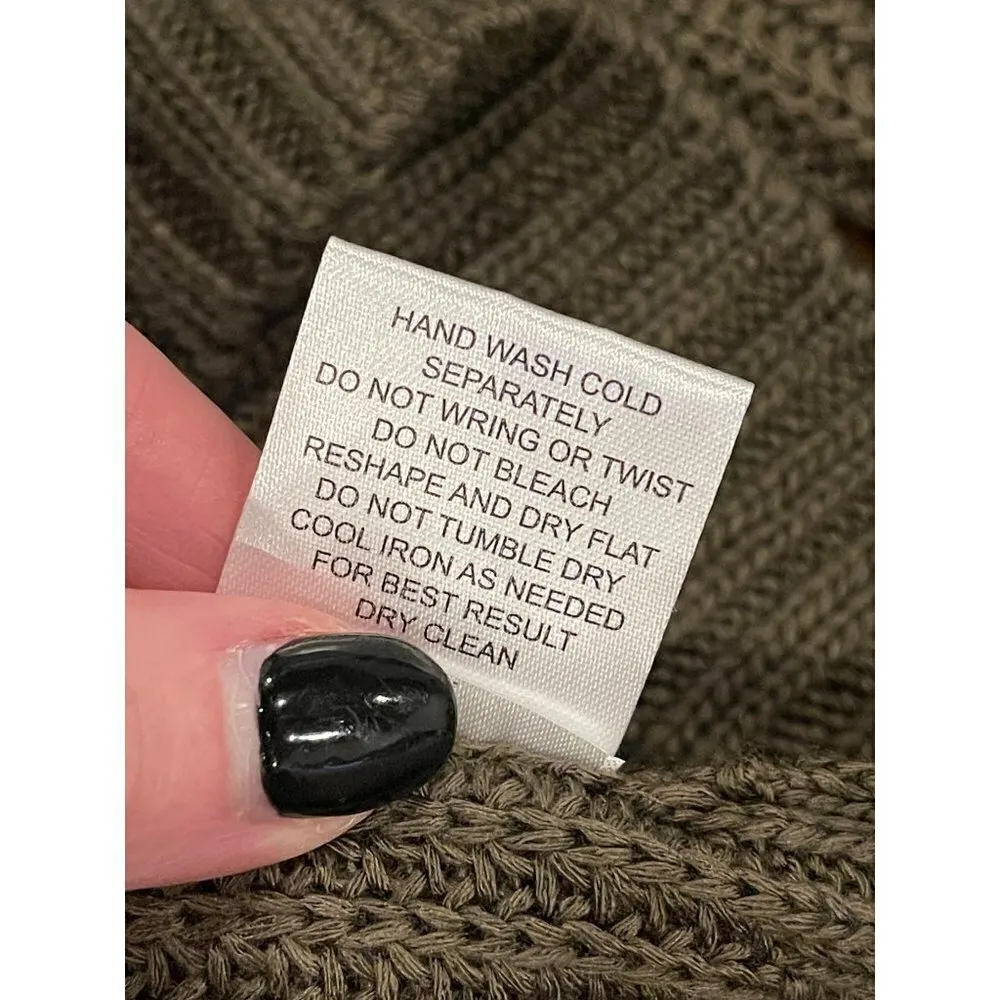 HAND WASH COLD
SEPARATELY
DO NOT WRING OR TWIST
DO NOT BLEACH
RESHAPE AND DRY FLAT
DO NOT TUMBLE DRY
COOL IRON AS NEEDED
FOR BEST RESULT
DRY CLEAN